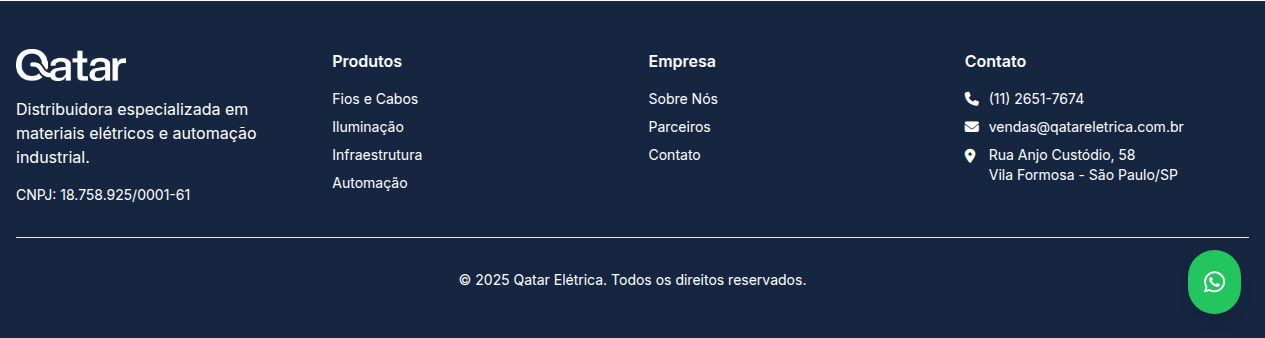 Qatar
Distribuidora especializada em
materiais elétricos e automação
industrial.
CNPJ: 18.758.925/0001-61
Produtos
Fios e Cabos
Iluminação
Infraestrutura
Automação
Empresa
Sobre Nós
Parceiros
Contato
Contato
(11) 2651-7674
vendas@qatareletrica.com.br
Rua Anjo Custódio, 58
Vila Formosa - São Paulo/SP
© 2025 Qatar Elétrica. Todos os direitos reservados.